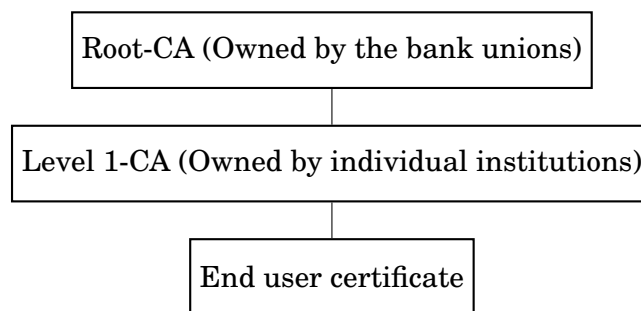 Root-CA (Owned by the bank unions)
Level 1-CA (Owned by individual institutions)
End user certificate